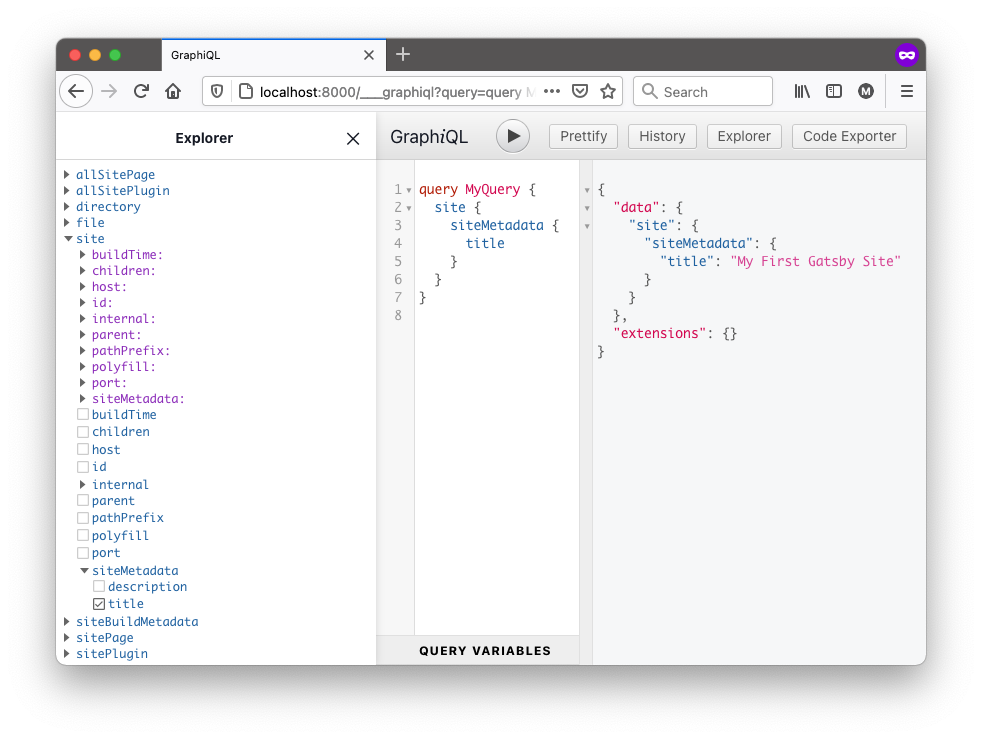 GraphiQL
localhost:8000/___graphiql?query=query M
Search
M
Explorer
GraphiQL
Prettify
History
Explorer
Code Exporter
allSitePage
allSitePlugin
directory
file
site
buildTime:
children:
host:
id:
internal:
parent:
pathPrefix:
polyfill:
port:
siteMetadata:
buildTime
children
host
id
internal
parent
pathPrefix
polyfill
port
siteMetadata
description
title
siteBuildMetadata
sitePage
sitePlugin
1 query MyQuery {
2 site {
3 siteMetadata {
4 title
5 }
6 }
7 }
8
QUERY VARIABLES
{
"data": {
"site": {
"siteMetadata": {
"title": "My First Gatsby Site"
}
}
},
"extensions": {}
}